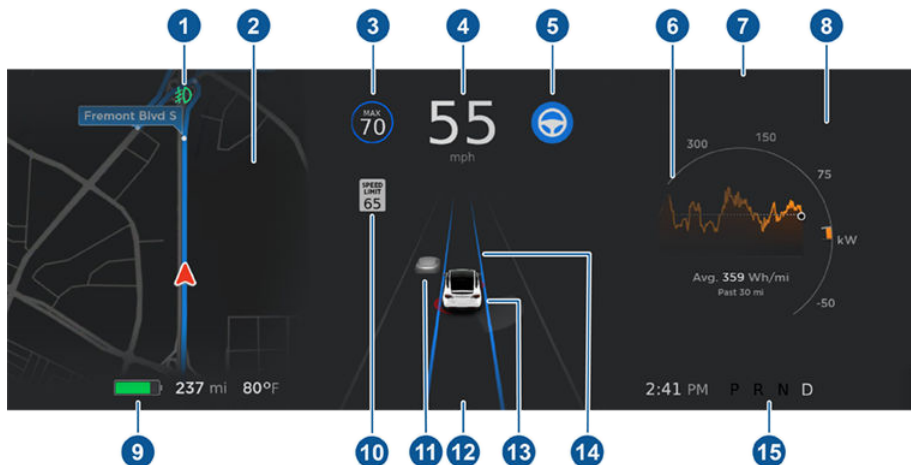 1 2 3 4 5 6 7 8
MAX
70
55
mph
Fremont Blvd S
SPEED
LIMIT
65
300 150 75
kW
-50
Avg. 359 Wh/mi
Past 30 mi
237 mi 80°F
2:41 PM P R N D
9 10 11 12 13 14 15